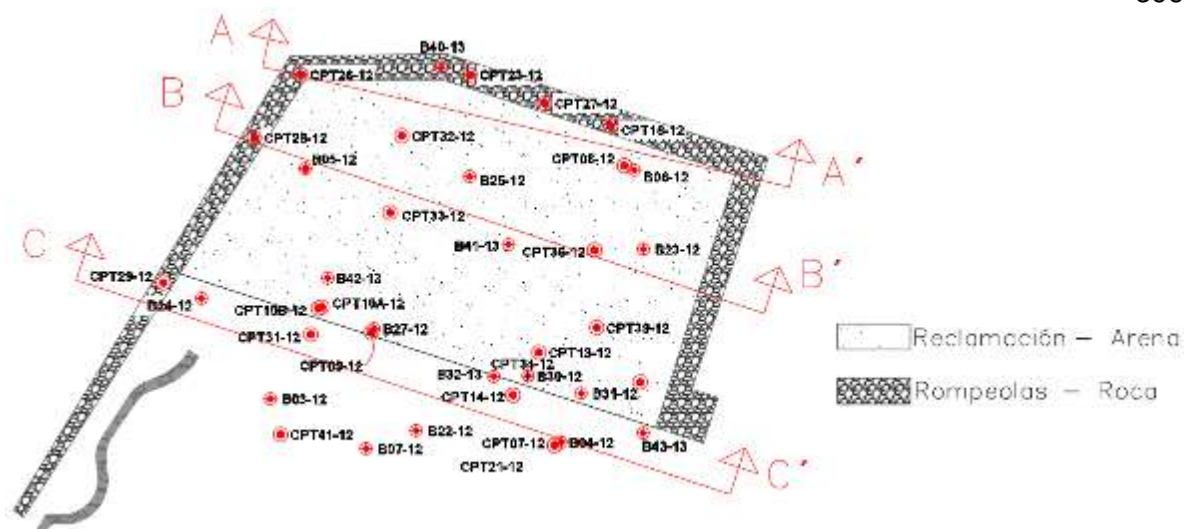 A
B40-13
CPT26-12
CPT23-12
CPT27-12
B
CPT18-12
CPT28-12
CPT32-12
A'
B05-12
CPT08-12
B06-12
B25-12
CPT33-12
C
B41-13
CPT36-12
B23-12
B'
CPT29-12
B42-13
B24-12
CPT10B-12
CPT10A-12
CPT31-12
B27-12
CPT39-12
Reclamación – Arena
CPT09-12
CPT13-12
CPT34-12
B32-13
B30-12
Rompeolas – Roca
B03-12
CPT14-12
B31-12
CPT41-12
B22-12
CPT07-12
B04-12
B43-13
B07-12
CPT21-12
C'